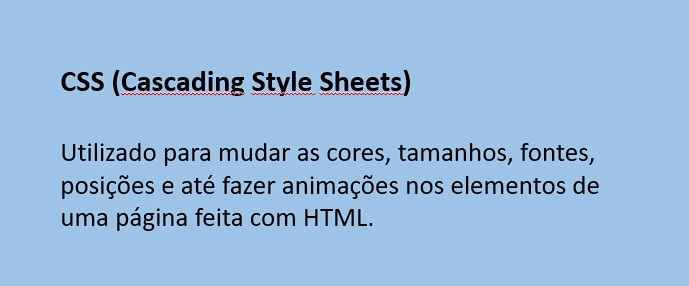 CSS (Cascading Style Sheets)
Utilizado para mudar as cores, tamanhos, fontes,
posições e até fazer animações nos elementos de
uma página feita com HTML.